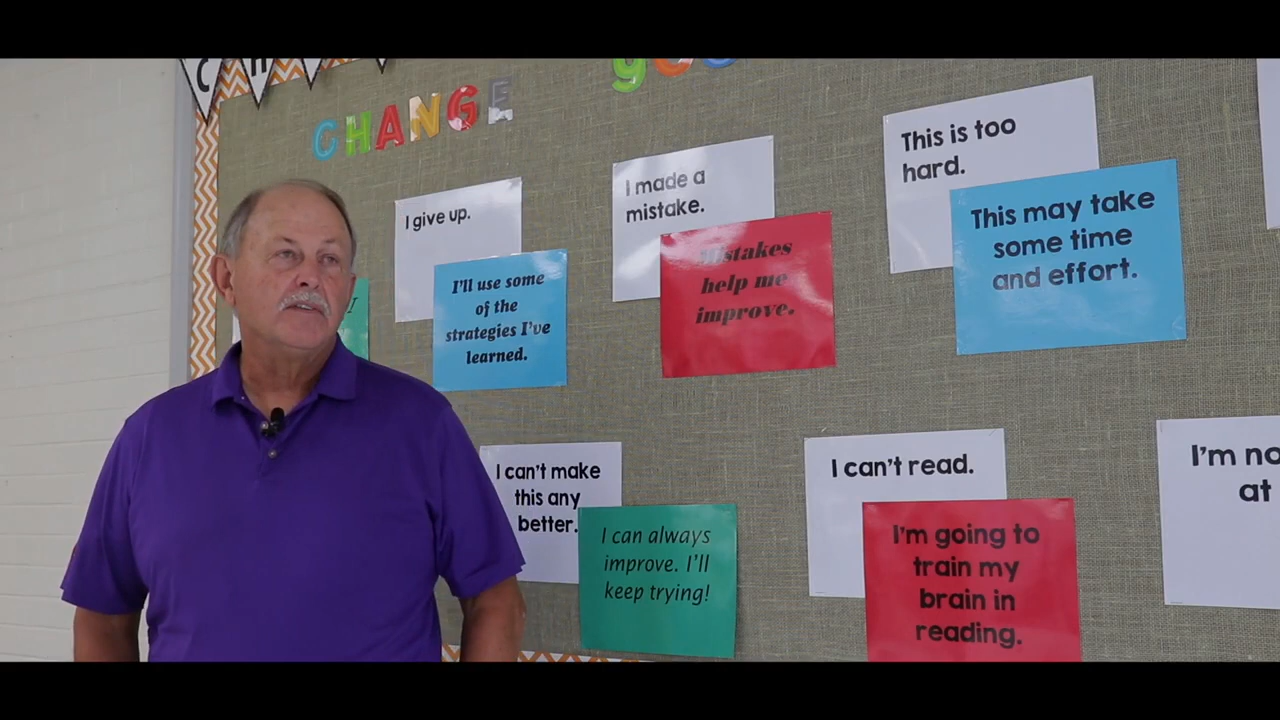 CHANGE
I give up.
I'll use some
of the
strategies I've
learned.
I made a
mistake.
Mistakes
help me
improve.
This is too
hard.
This may take
some time
and effort.
I can't make
this any
better.
I can always
improve. I'll
keep trying!
I can't read.
I'm going to
train my
brain in
reading.
I'm
at